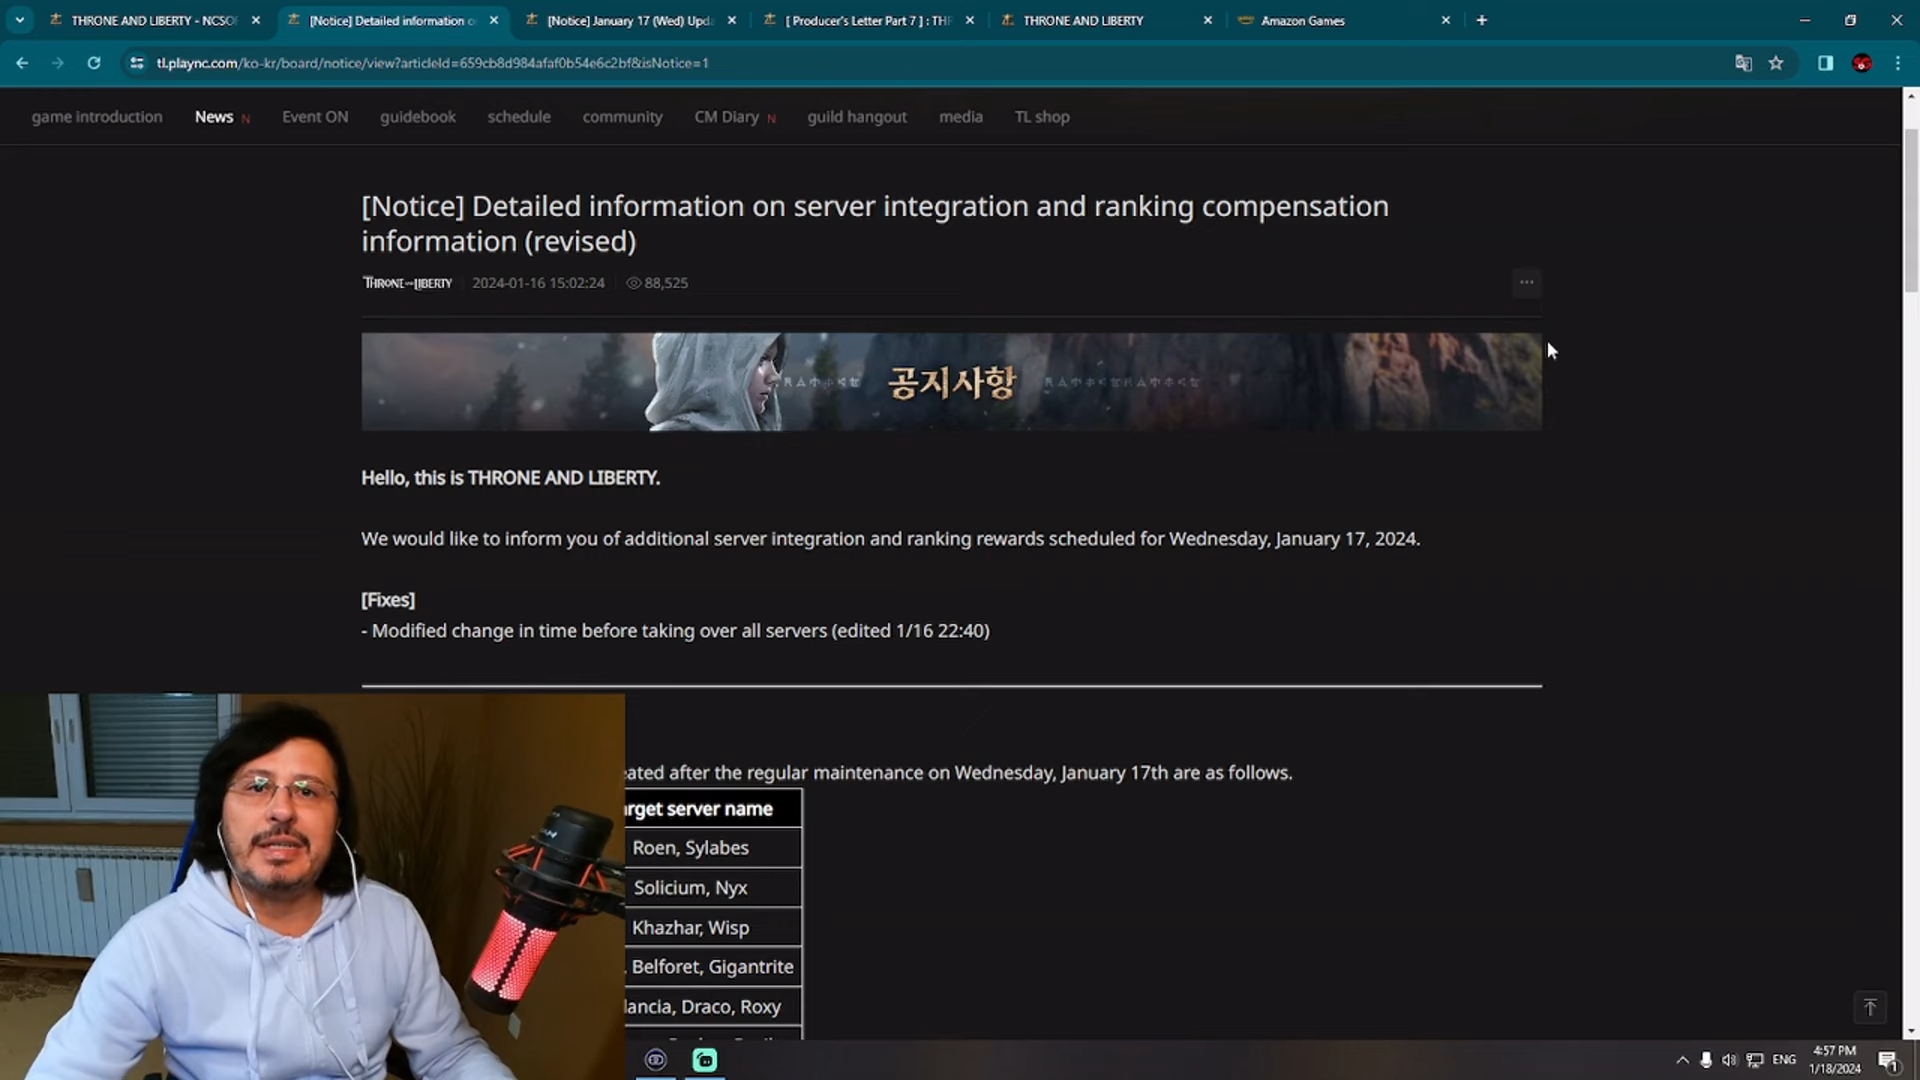 THRONE AND LIBERTY - NCSO
[Notice] Detailed information o
[Notice] January 17 (Wed) Upd
[ Producer's Letter Part 7 ] : TH
THRONE AND LIBERTY
Amazon Games
tl.plaync.com/ko-kr/board/notice/view?articleId=659cb8d984afaf0b54e6c2bf&isNotice=1
game introduction
News N
Event ON
guidebook
schedule
community
CM Diary N
guild hangout
media
TL shop
[Notice] Detailed information on server integration and ranking compensation
information (revised)
THRONE AND LIBERTY 2024-01-16 15:02:24 88,525
공지사항
Hello, this is THRONE AND LIBERTY.
We would like to inform you of additional server integration and ranking rewards scheduled for Wednesday, January 17, 2024.
[Fixes]
- Modified change in time before taking over all servers (edited 1/16 22:40)
eated after the regular maintenance on Wednesday, January 17th are as follows.
arget server name
Roen, Sylabes
Solicium, Nyx
Khazhar, Wisp
, Belforet, Gigantrite
lancia, Draco, Roxy
ENG
4:57 PM
1/18/2024
1